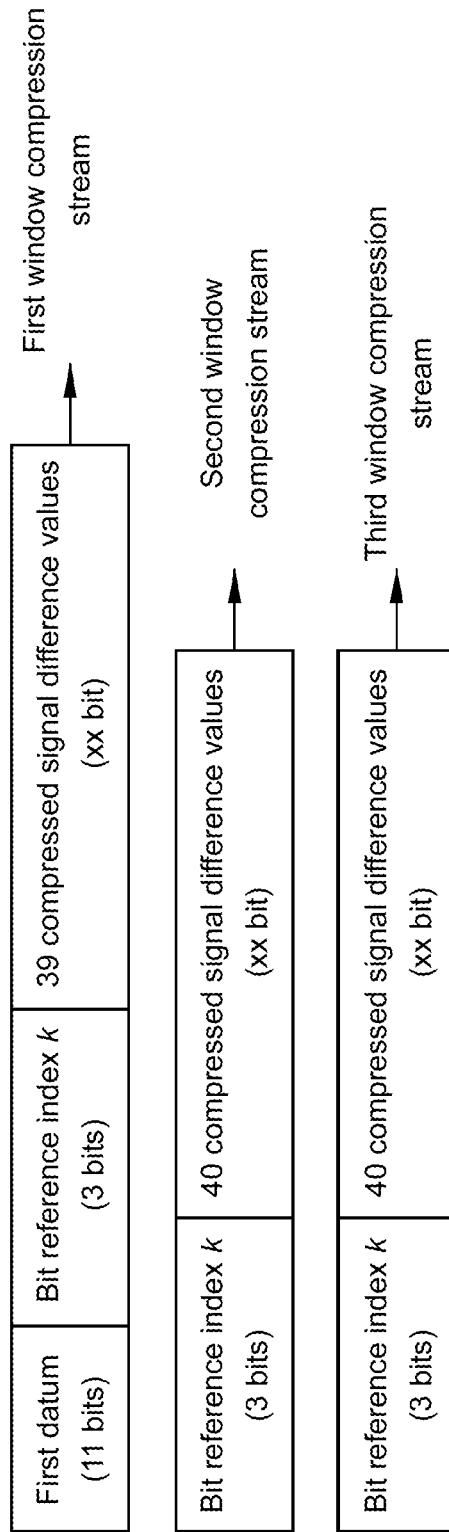 First datum
(11 bits)
Bit reference index k
(3 bits)
39 compressed signal difference values
(xx bit)
First window compression
stream
Bit reference index k
(3 bits)
40 compressed signal difference values
(xx bit)
Second window
compression stream
Bit reference index k
(3 bits)
40 compressed signal difference values
(xx bit)
Third window compression
stream